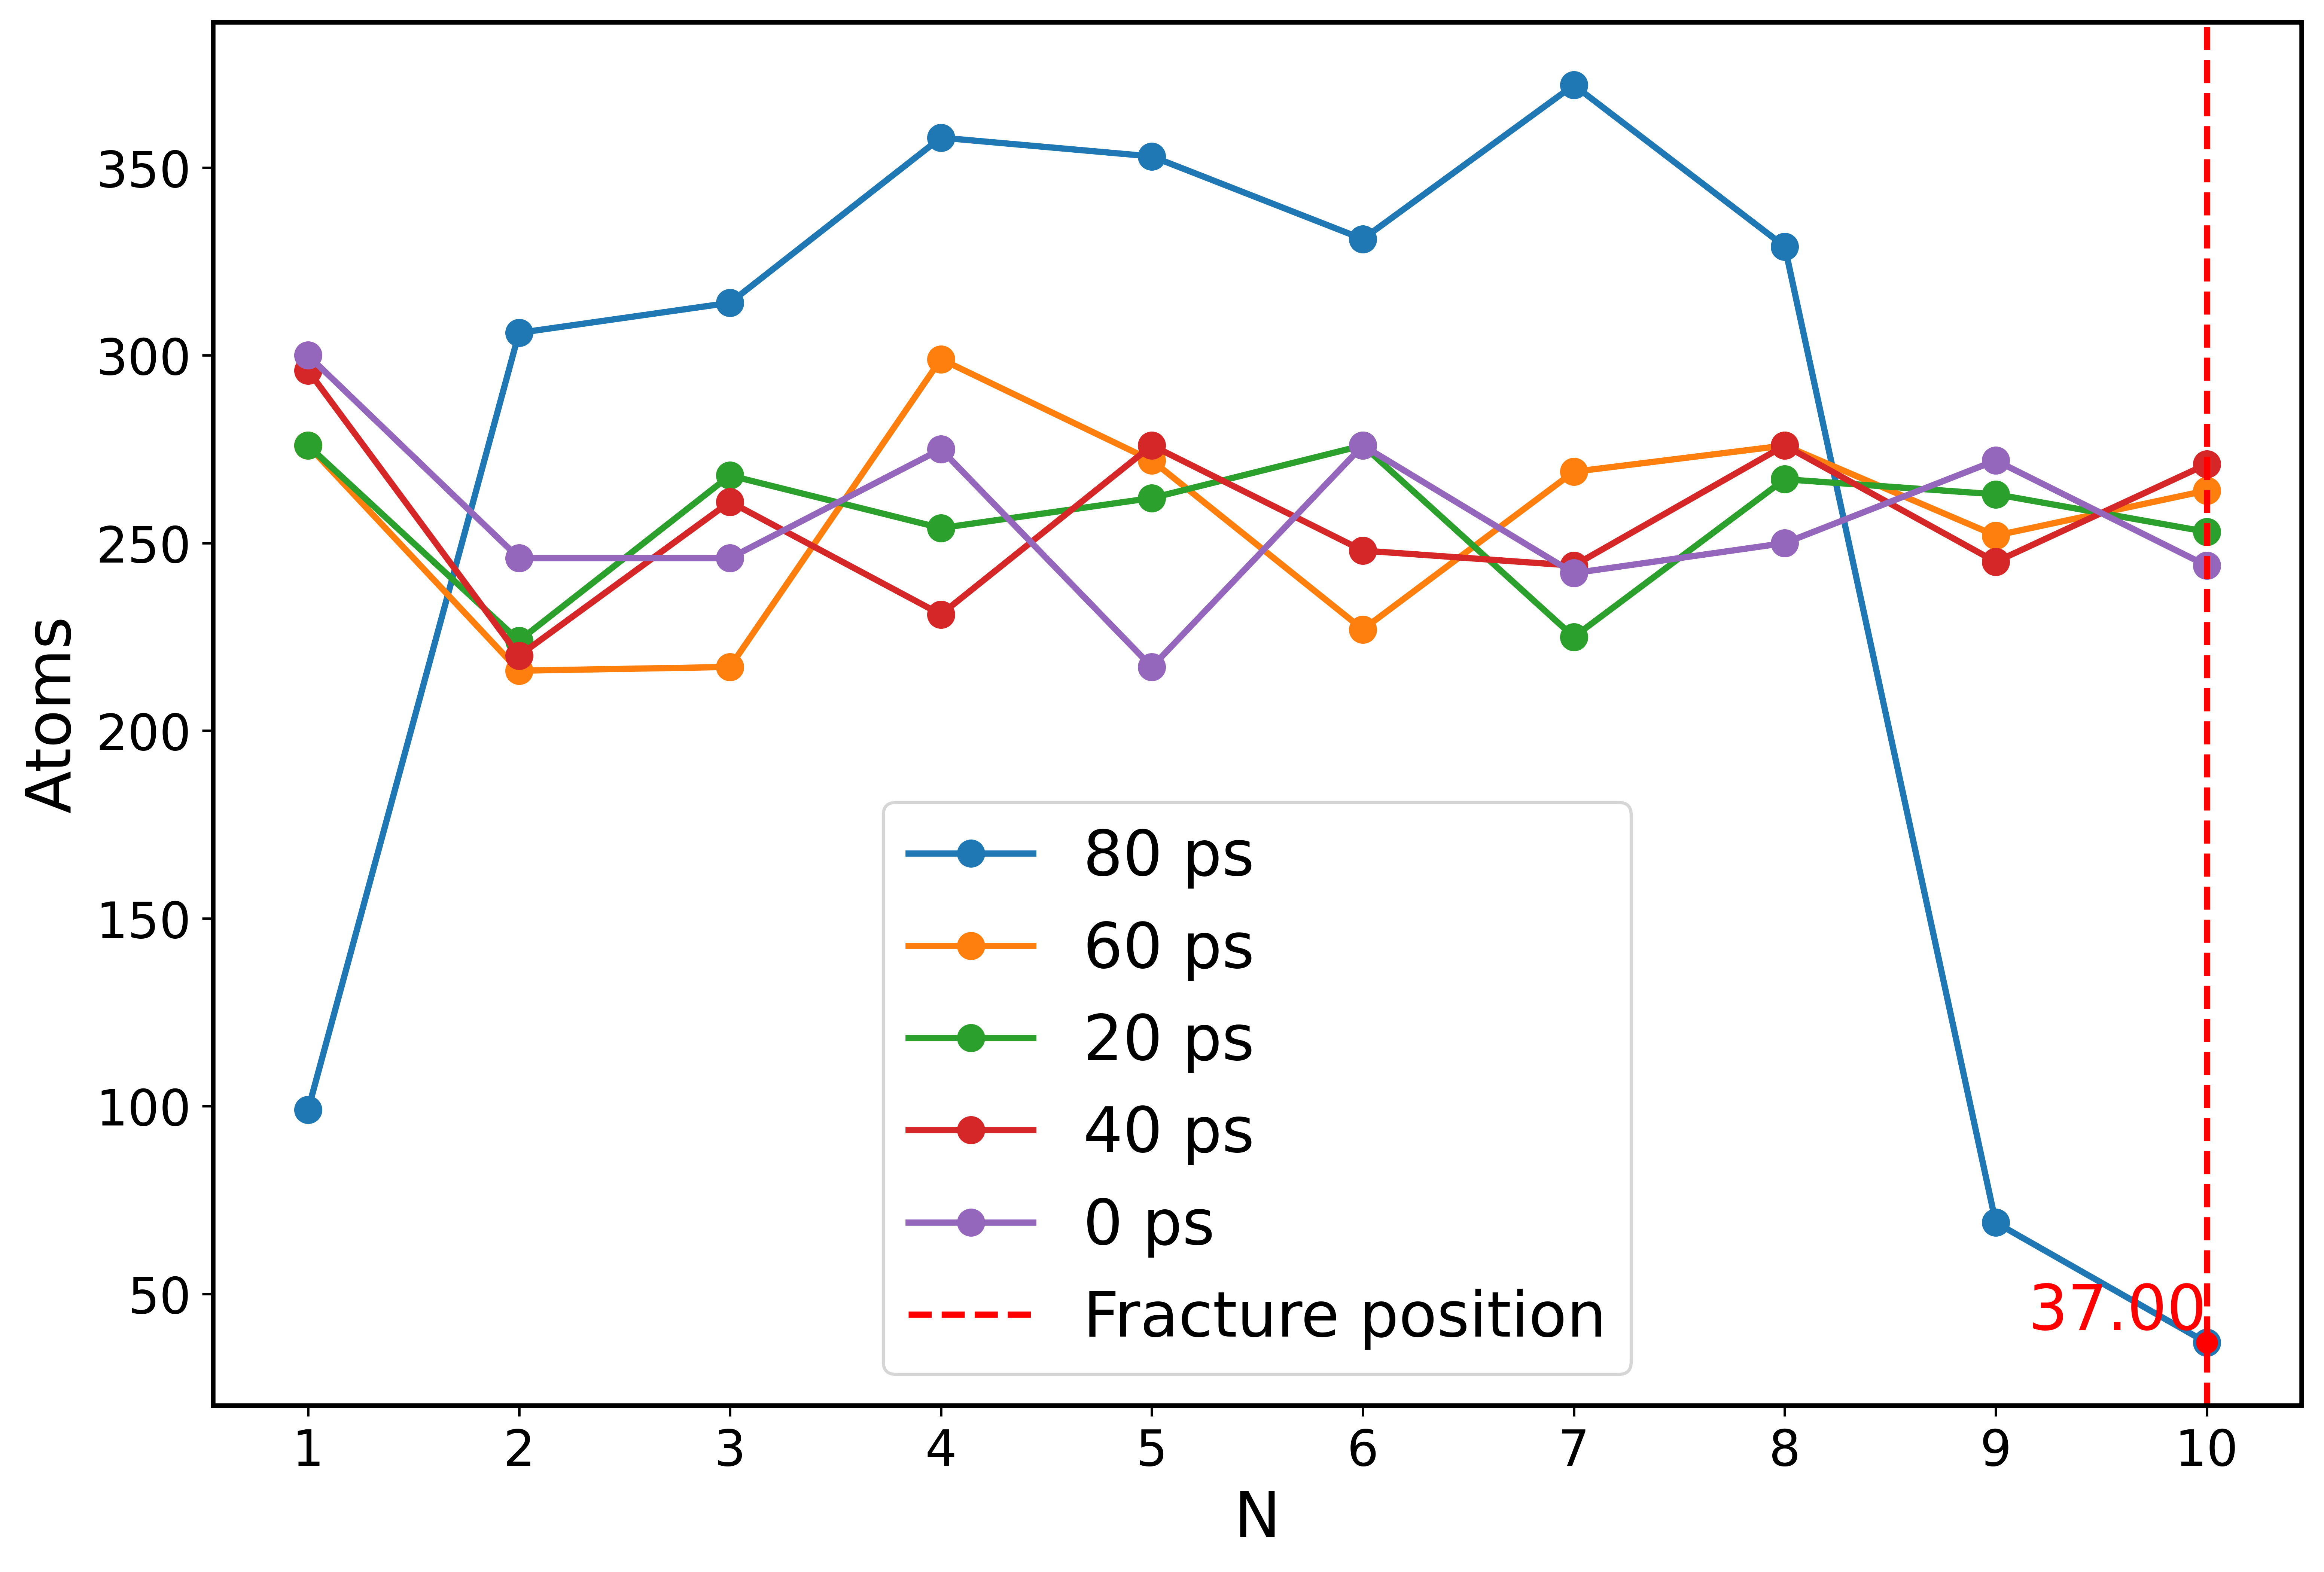 350
300
250
200
150
100
50
Atoms
80 ps
60 ps
20 ps
40 ps
0 ps
Fracture position
37.00
1 2 3 4 5 6 7 8 9 10
N